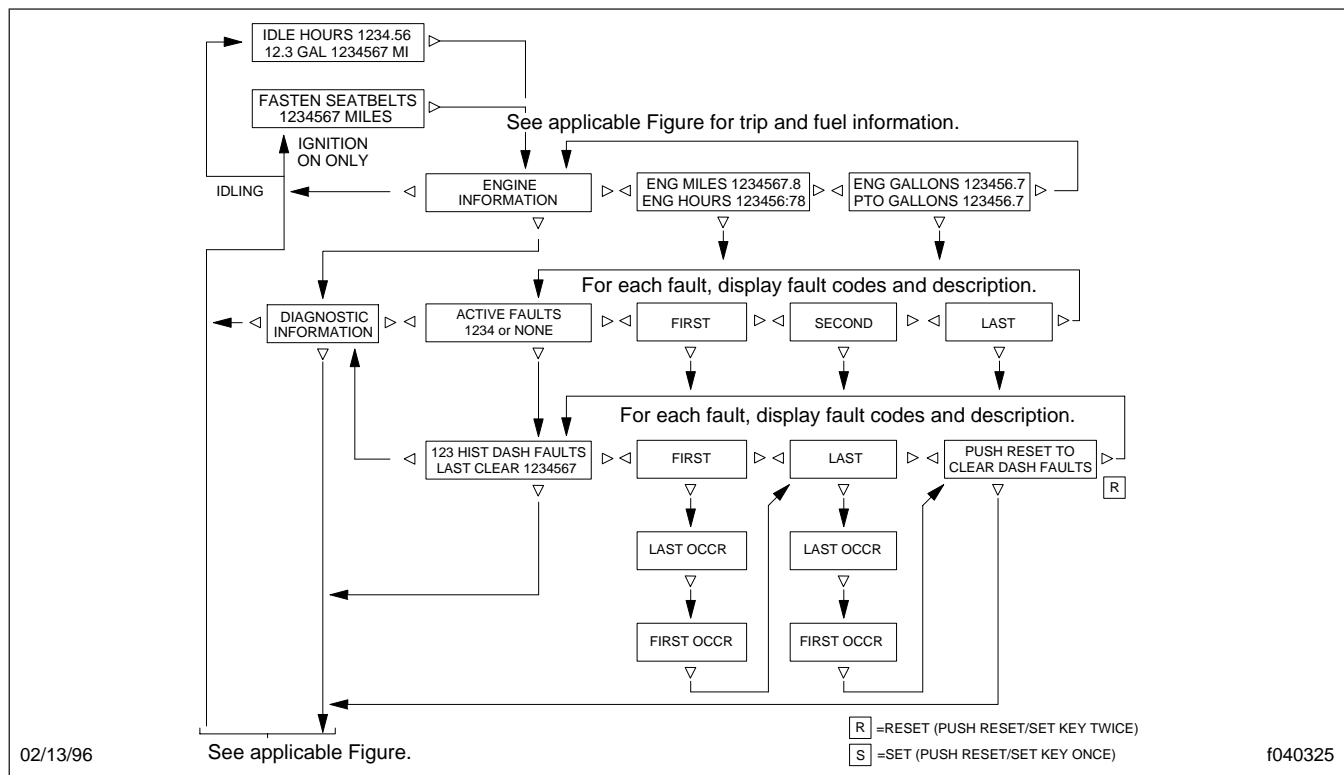 IDLE HOURS 1234.56
12.3 GAL 1234567 MI
FASTEN SEATBELTS
1234567 MILES
See applicable Figure for trip and fuel information.
IGNITION
ON ONLY
IDLING
ENGINE
INFORMATION
ENG MILES 1234567.8
ENG HOURS 123456:78
ENG GALLONS 123456.7
PTO GALLONS 123456.7
For each fault, display fault codes and description.
DIAGNOSTIC
INFORMATION
ACTIVE FAULTS
1234 or NONE
FIRST
SECOND
LAST
For each fault, display fault codes and description.
123 HIST DASH FAULTS
LAST CLEAR 1234567
FIRST
LAST
PUSH RESET TO
CLEAR DASH FAULTS
R
LAST OCCR
LAST OCCR
FIRST OCCR
FIRST OCCR
R =RESET (PUSH RESET/SET KEY TWICE)
S =SET (PUSH RESET/SET KEY ONCE)
02/13/96
See applicable Figure.
f040325